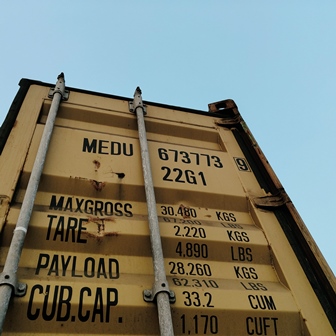 MEDU 673773 9
22G1
MAXGROSS 30.480 KGS
67.200 LBS
TARE 2.220 KGS
4,890 LBS
PAYLOAD 28.260 KGS
62.310 LBS
CUB.CAP. 33.2 CUM
1,170 CUFT